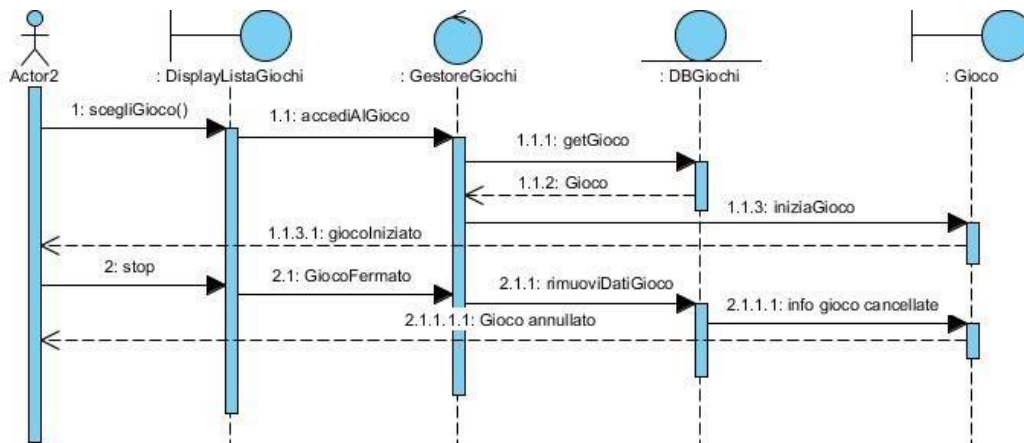 Actor2
: DisplayListaGiochi
: GestoreGiochi
: DBGiochi
: Gioco
1: scegliGioco()
1.1: accediAlGioco
1.1.1: getGioco
1.1.2: Gioco
1.1.3: iniziaGioco
1.1.3.1: giocoIniziato
2: stop
2.1: GiocoFermato
2.1.1: rimuoviDatiGioco
2.1.1.1: info gioco cancellate
2.1.1.1.1: Gioco annullato